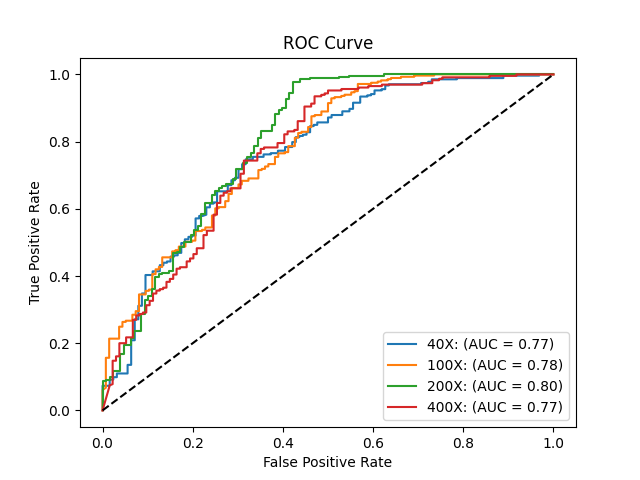 ROC Curve
True Positive Rate
1.0
0.8
0.6
0.4
0.2
0.0
0.0 0.2 0.4 0.6 0.8 1.0
False Positive Rate
40X: (AUC = 0.77)
100X: (AUC = 0.78)
200X: (AUC = 0.80)
400X: (AUC = 0.77)